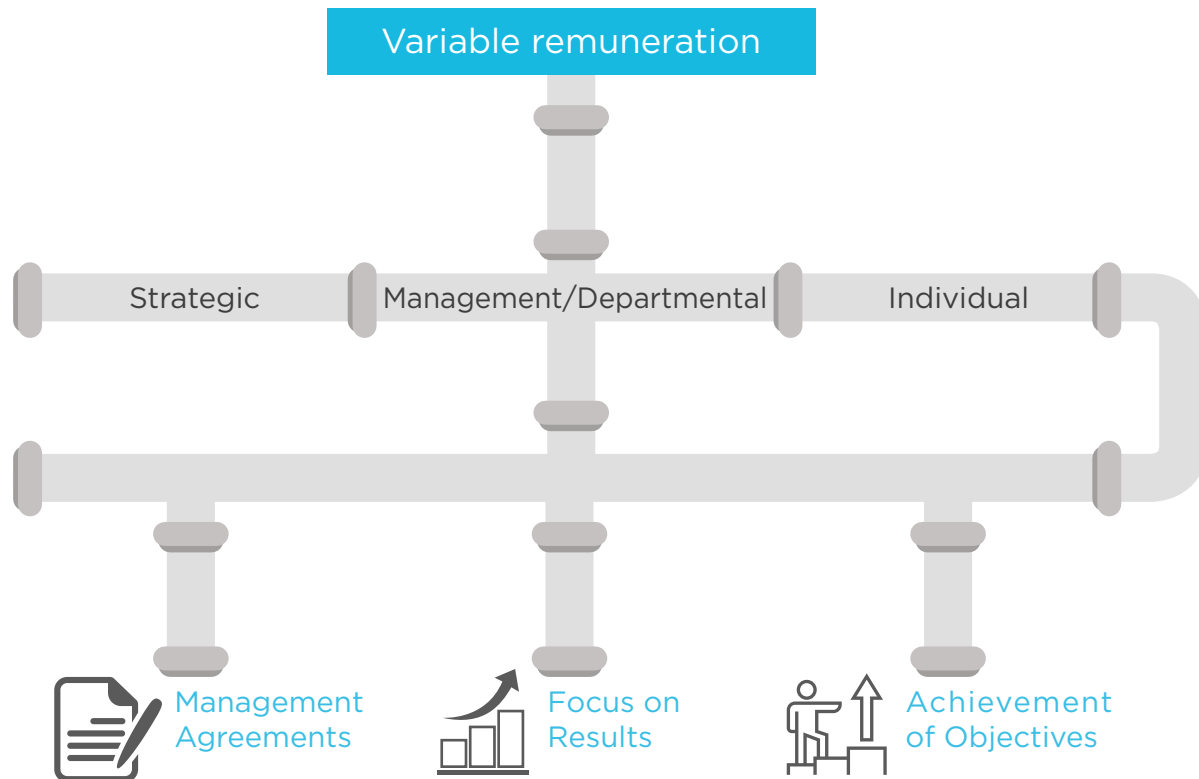 Variable remuneration
Strategic
Management/Departmental
Individual
Management
Agreements
Focus on
Results
Achievement
of Objectives